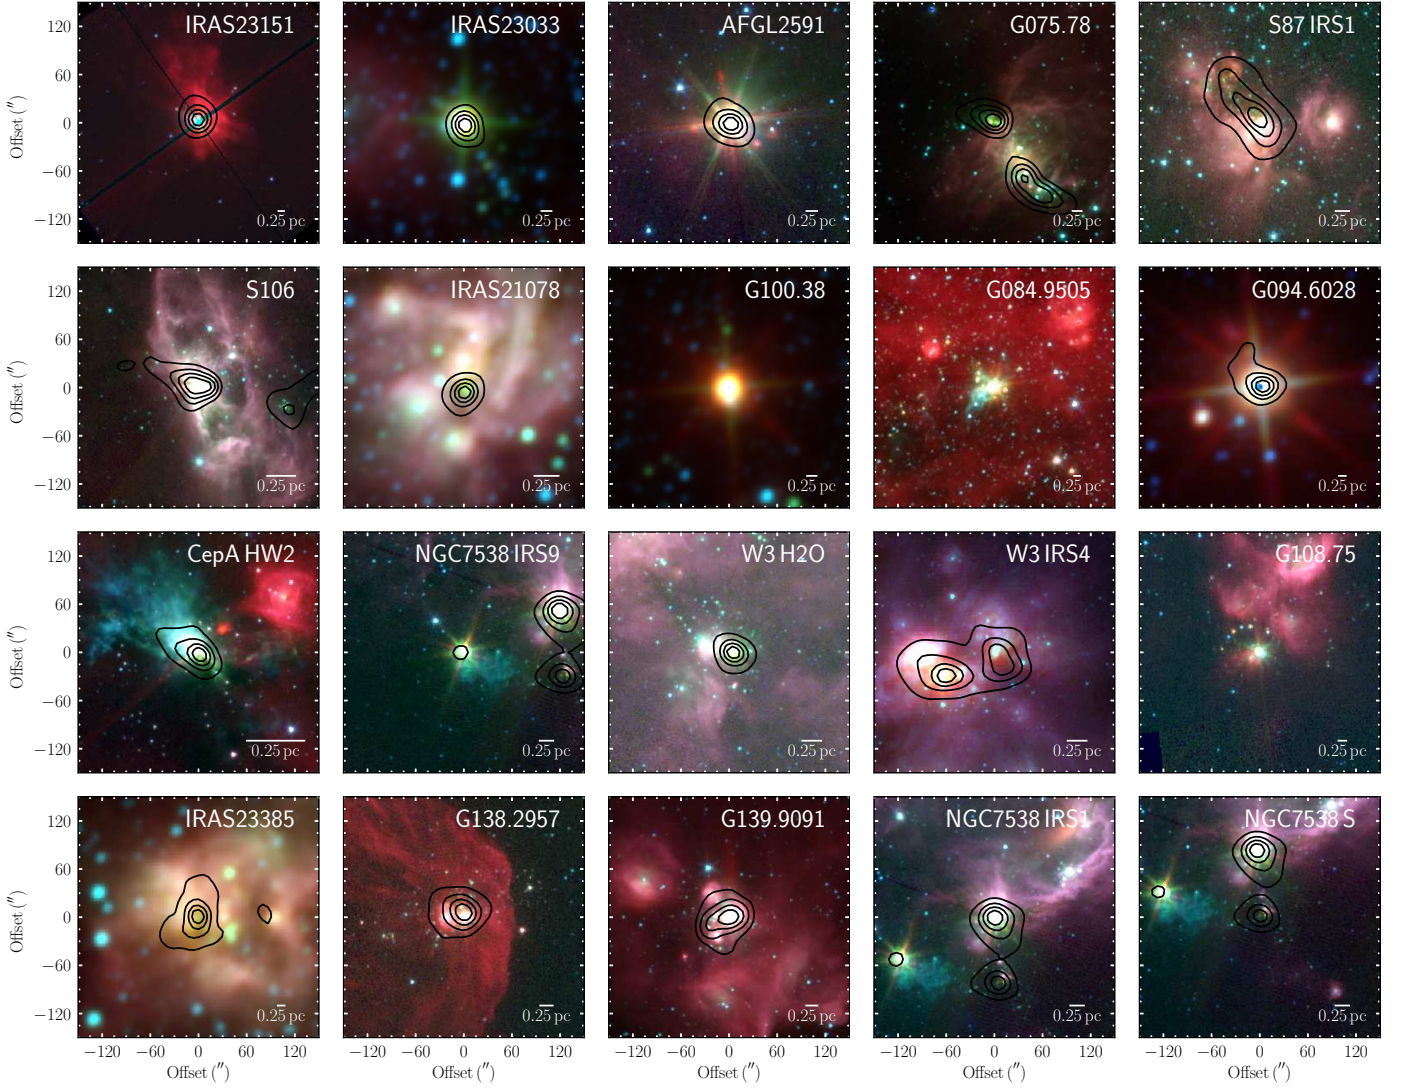 IRAS23151 IRAS23033 AFGL2591 G075.78 S87 IRS1
120
60
0
−60
−120
Offset (″)
0.25 pc 0.25 pc 0.25 pc 0.25 pc 0.25 pc
S106 IRAS21078 G100.38 G084.9505 G094.6028
120
60
0
−60
−120
Offset (″)
0.25 pc 0.25 pc 0.25 pc 0.25 pc 0.25 pc
CepA HW2 NGC7538 IRS9 W3 H2O W3 IRS4 G108.75
120
60
0
−60
−120
Offset (″)
0.25 pc 0.25 pc 0.25 pc 0.25 pc 0.25 pc
IRAS23385 G138.2957 G139.9091 NGC7538 IRS1 NGC7538 S
120
60
0
−60
−120
Offset (″)
0.25 pc 0.25 pc 0.25 pc 0.25 pc 0.25 pc
−120 −60 0 60 120 −120 −60 0 60 120 −120 −60 0 60 120 −120 −60 0 60 120 −120 −60 0 60 120
Offset (″) Offset (″) Offset (″) Offset (″) Offset (″)